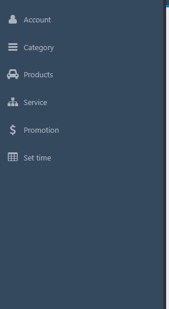 Account
Category
Products
Service
Promotion
Set time